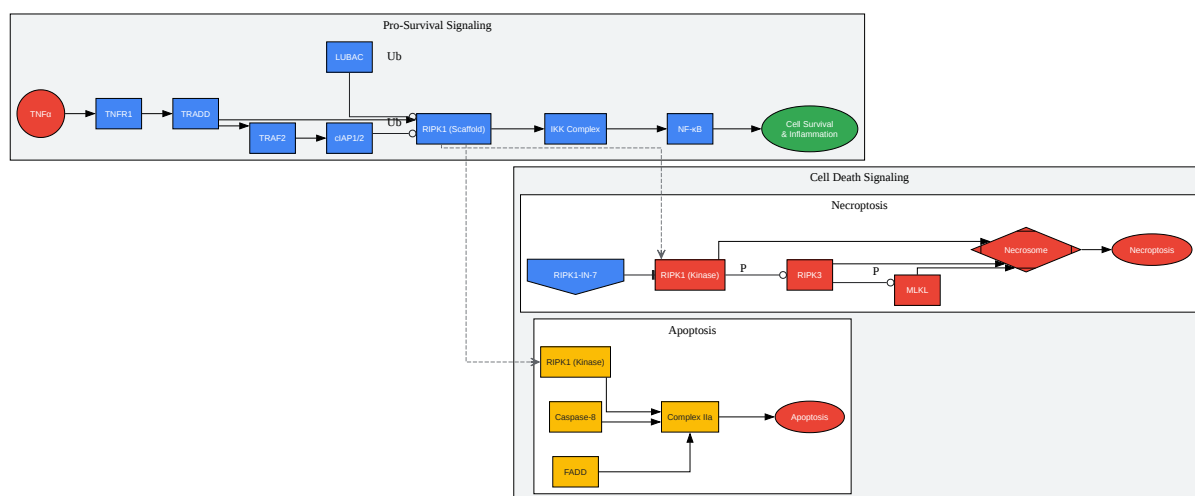 Pro-Survival Signaling
LUBAC
Ub
TNFα
TNFR1
TRADD
Ub
TRAF2
cIAP1/2
RIPK1 (Scaffold)
IKK Complex
NF-κB
Cell Survival
& Inflammation
Cell Death Signaling
Necroptosis
RIPK1-IN-7
RIPK1 (Kinase)
P
RIPK3
P
MLKL
Necrosome
Necroptosis
Apoptosis
RIPK1 (Kinase)
Caspase-8
Complex IIa
Apoptosis
FADD